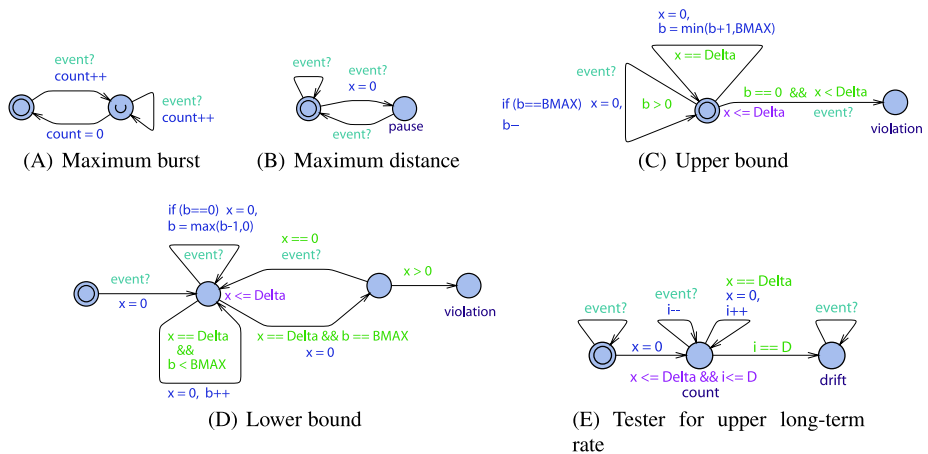 event?
count++
event?
count++
count = 0
(A) Maximum burst
event?
event?
x = 0
event?
pause
(B) Maximum distance
x = 0,
b = min(b+1,BMAX)
x == Delta
if (b==BMAX) x = 0,
b–
b > 0
b == 0 && x < Delta
x <= Delta
event?
violation
(C) Upper bound
if (b==0) x = 0,
b = max(b-1,0)
event?
event?
x = 0
x <= Delta
x == 0
event?
x > 0
violation
x == Delta
&&
b < BMAX
x = 0, b++
x == Delta && b == BMAX
x = 0
(D) Lower bound
event?
x = 0
event?
i--
x == Delta
x = 0,
i++
i == D
event?
x <= Delta && i<= D
count
drift
(E) Tester for upper long-term
rate